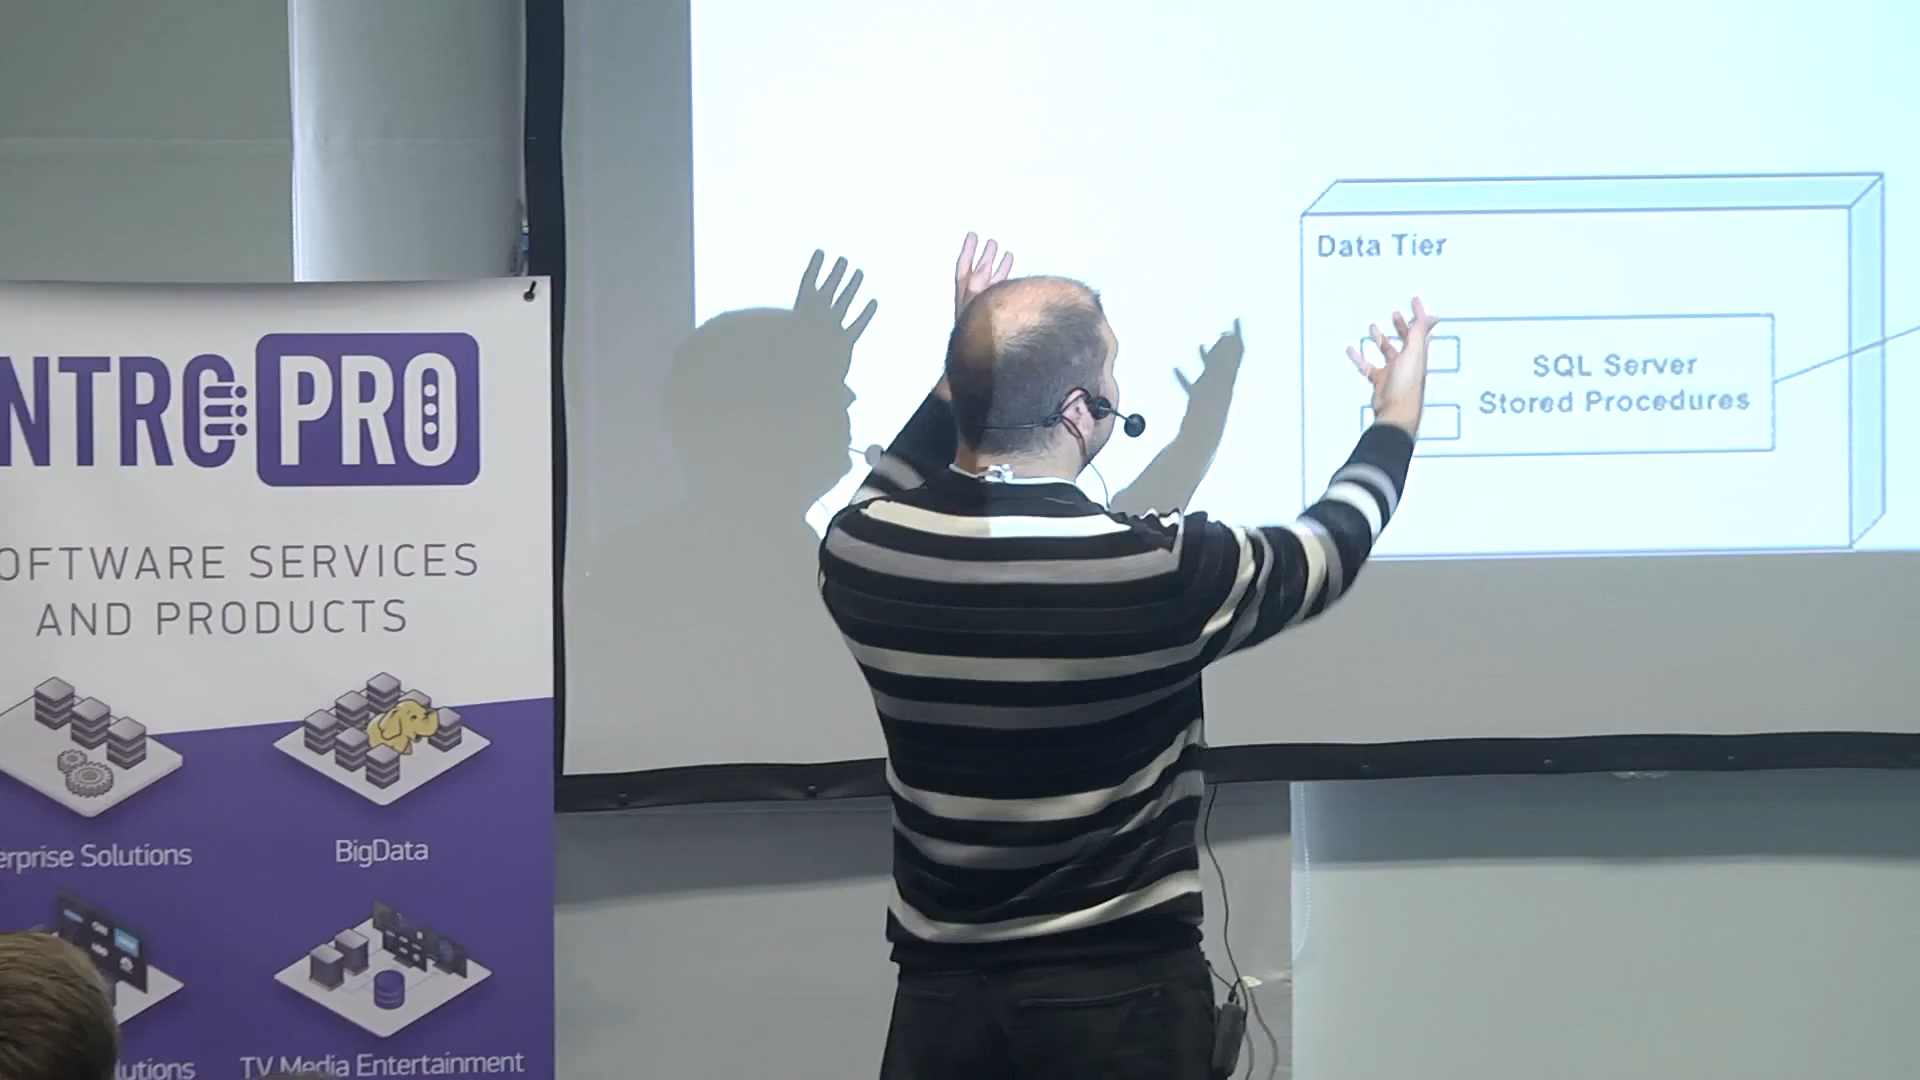 NTRO PRO
OFTWARE SERVICES
AND PRODUCTS
erprise Solutions
BigData
lutions
TV Media Entertainment
Data Tier
SQL Server
Stored Procedures